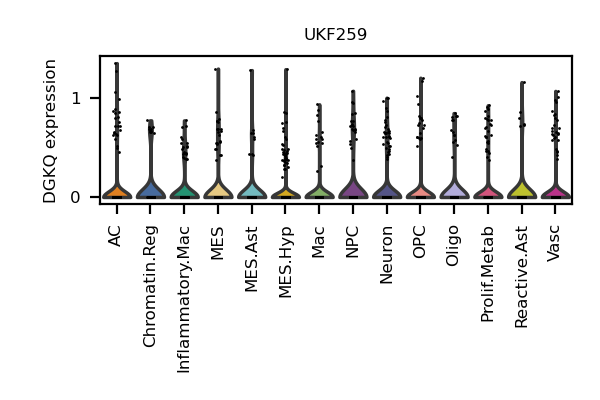 UKF259
DGKQ expression
1
0
AC
Chromatin.Reg
Inflammatory.Mac
MES
MES.Ast
MES.Hyp
Mac
NPC
Neuron
OPC
Oligo
Prolif.Metab
Reactive.Ast
Vasc